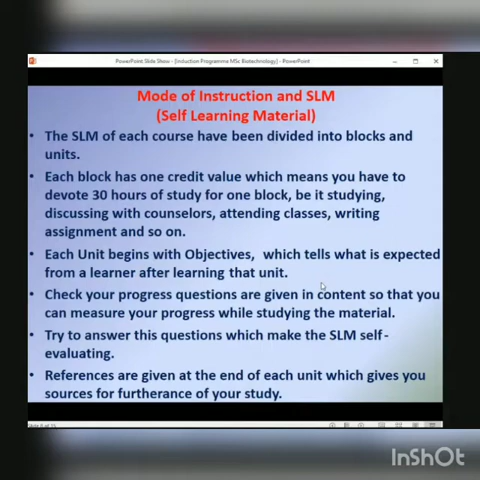 PowerPoint Slide Show - [Induction Programma MSc Biotechnology] - PowerPoint
Mode of Instruction and SLM
(Self Learning Material)
• The SLM of each course have been divided into blocks and
units.
• Each block has one credit value which means you have to
devote 30 hours of study for one block, be it studying,
discussing with counselors, attending classes, writing
assignment and so on.
• Each Unit begins with Objectives, which tells what is expected
from a learner after learning that unit.
• Check your progress questions are given in content so that you
can measure your progress while studying the material.
• Try to answer this questions which make the SLM self-
evaluating.
• References are given at the end of each unit which gives you
sources for furtherance of your study.
InShOt